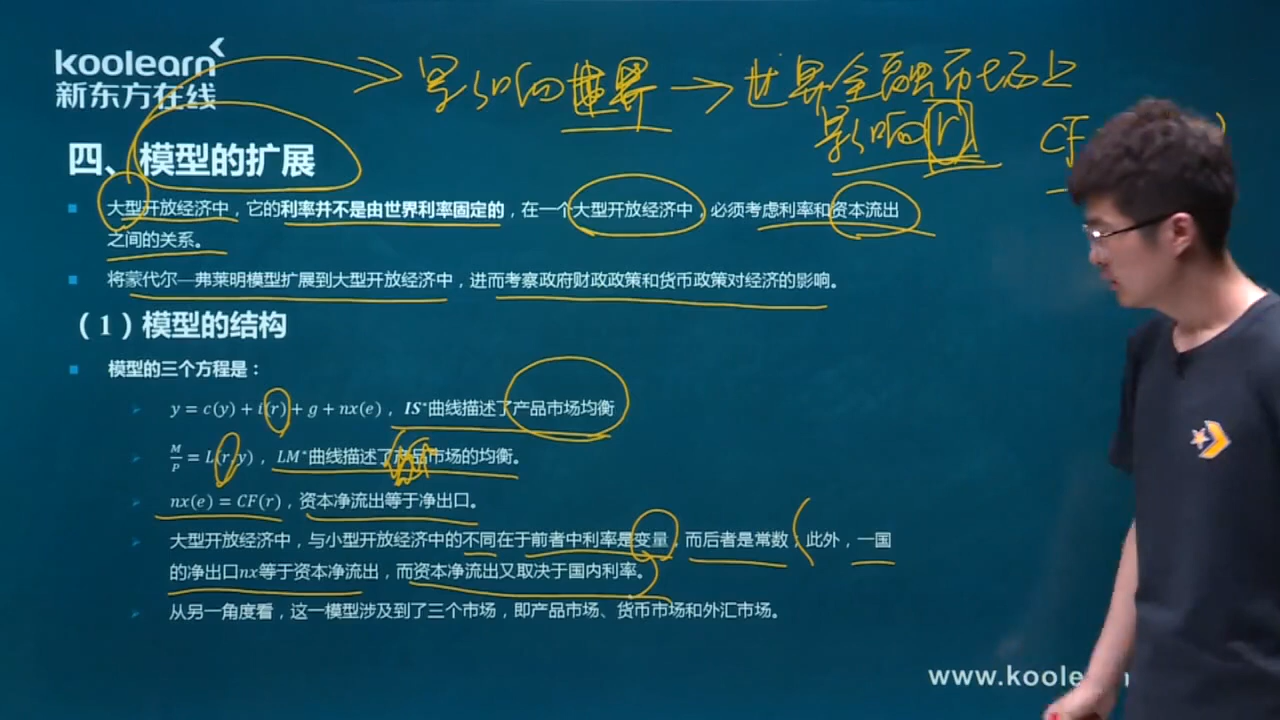 koolearn
新东方在线
影响世界 → 世界金融市场上
影响r CF
四、模型的扩展
大型开放经济中，它的利率并不是由世界利率固定的，在一个大型开放经济中，必须考虑利率和资本流出
之间的关系。
将蒙代尔—弗莱明模型扩展到大型开放经济中，进而考察政府财政政策和货币政策对经济的影响。
（1）模型的结构
模型的三个方程是：
y = c(y) + i(r) + g + nx(e)，IS*曲线描述了产品市场均衡
M/P = L(r, y)，LM*曲线描述了产品市场的均衡。
nx(e) = CF(r)，资本净流出等于净出口。
大型开放经济中，与小型开放经济中的不同在于前者中利率是变量，而后者是常数，此外，一国
的净出口nx等于资本净流出，而资本净流出又取决于国内利率。
从另一角度看，这一模型涉及到了三个市场，即产品市场、货币市场和外汇市场。
www.koole